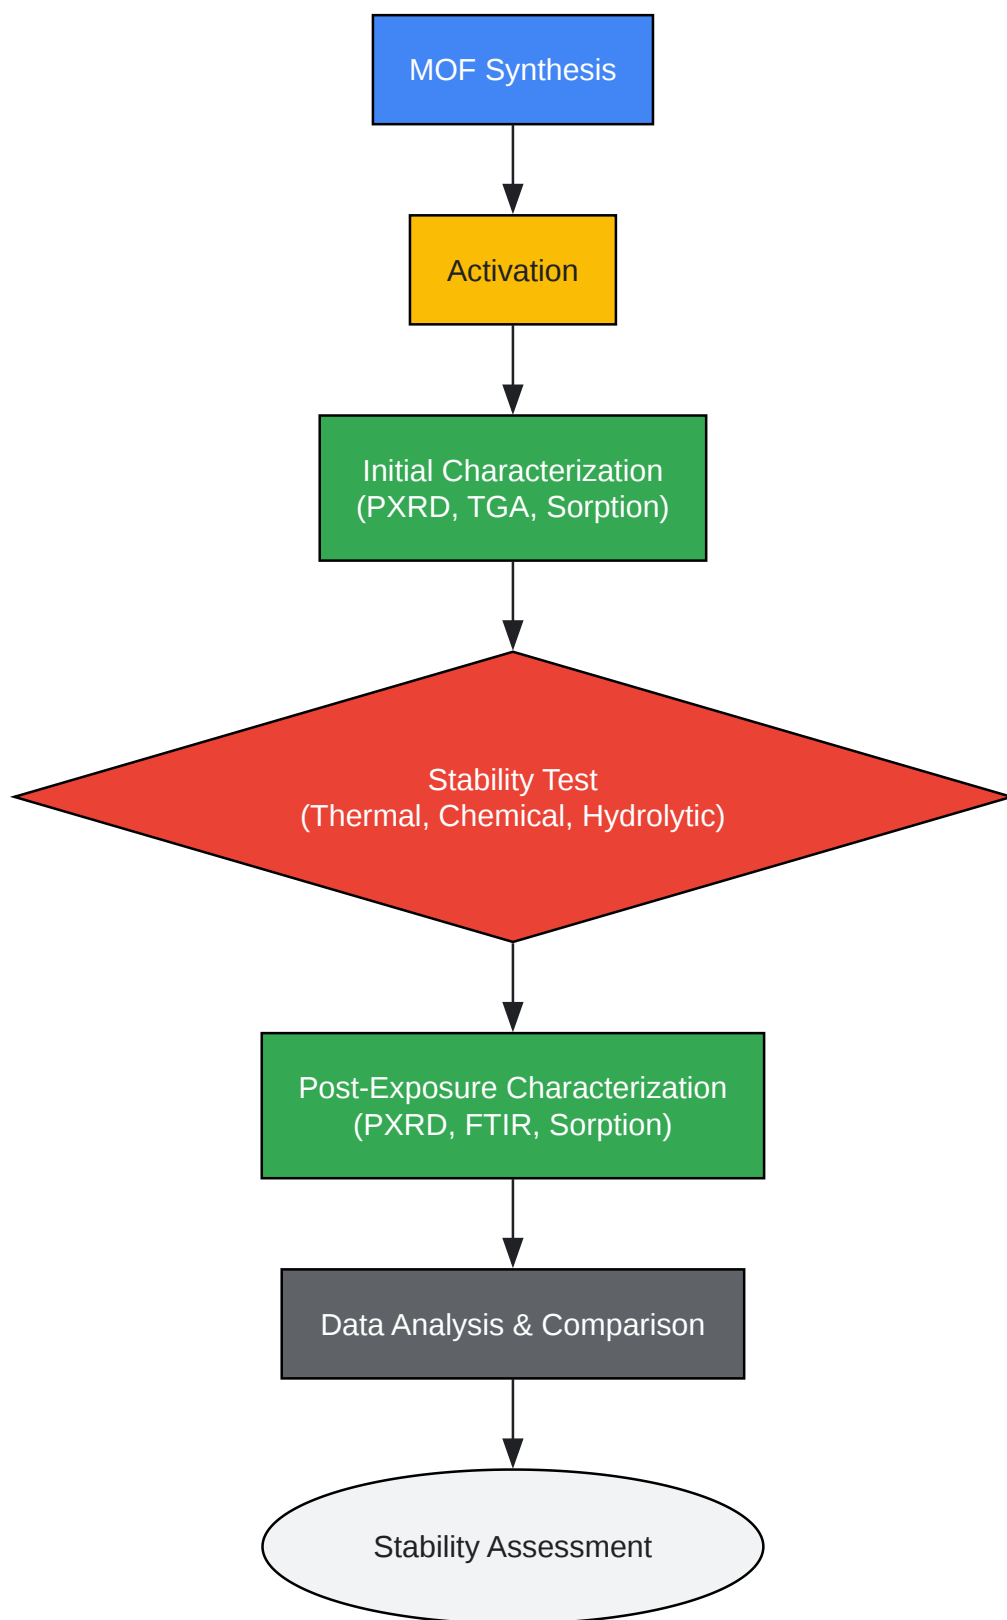 MOF Synthesis
Activation
Initial Characterization
(PXRD, TGA, Sorption)
Stability Test
(Thermal, Chemical, Hydrolytic)
Post-Exposure Characterization
(PXRD, FTIR, Sorption)
Data Analysis & Comparison
Stability Assessment